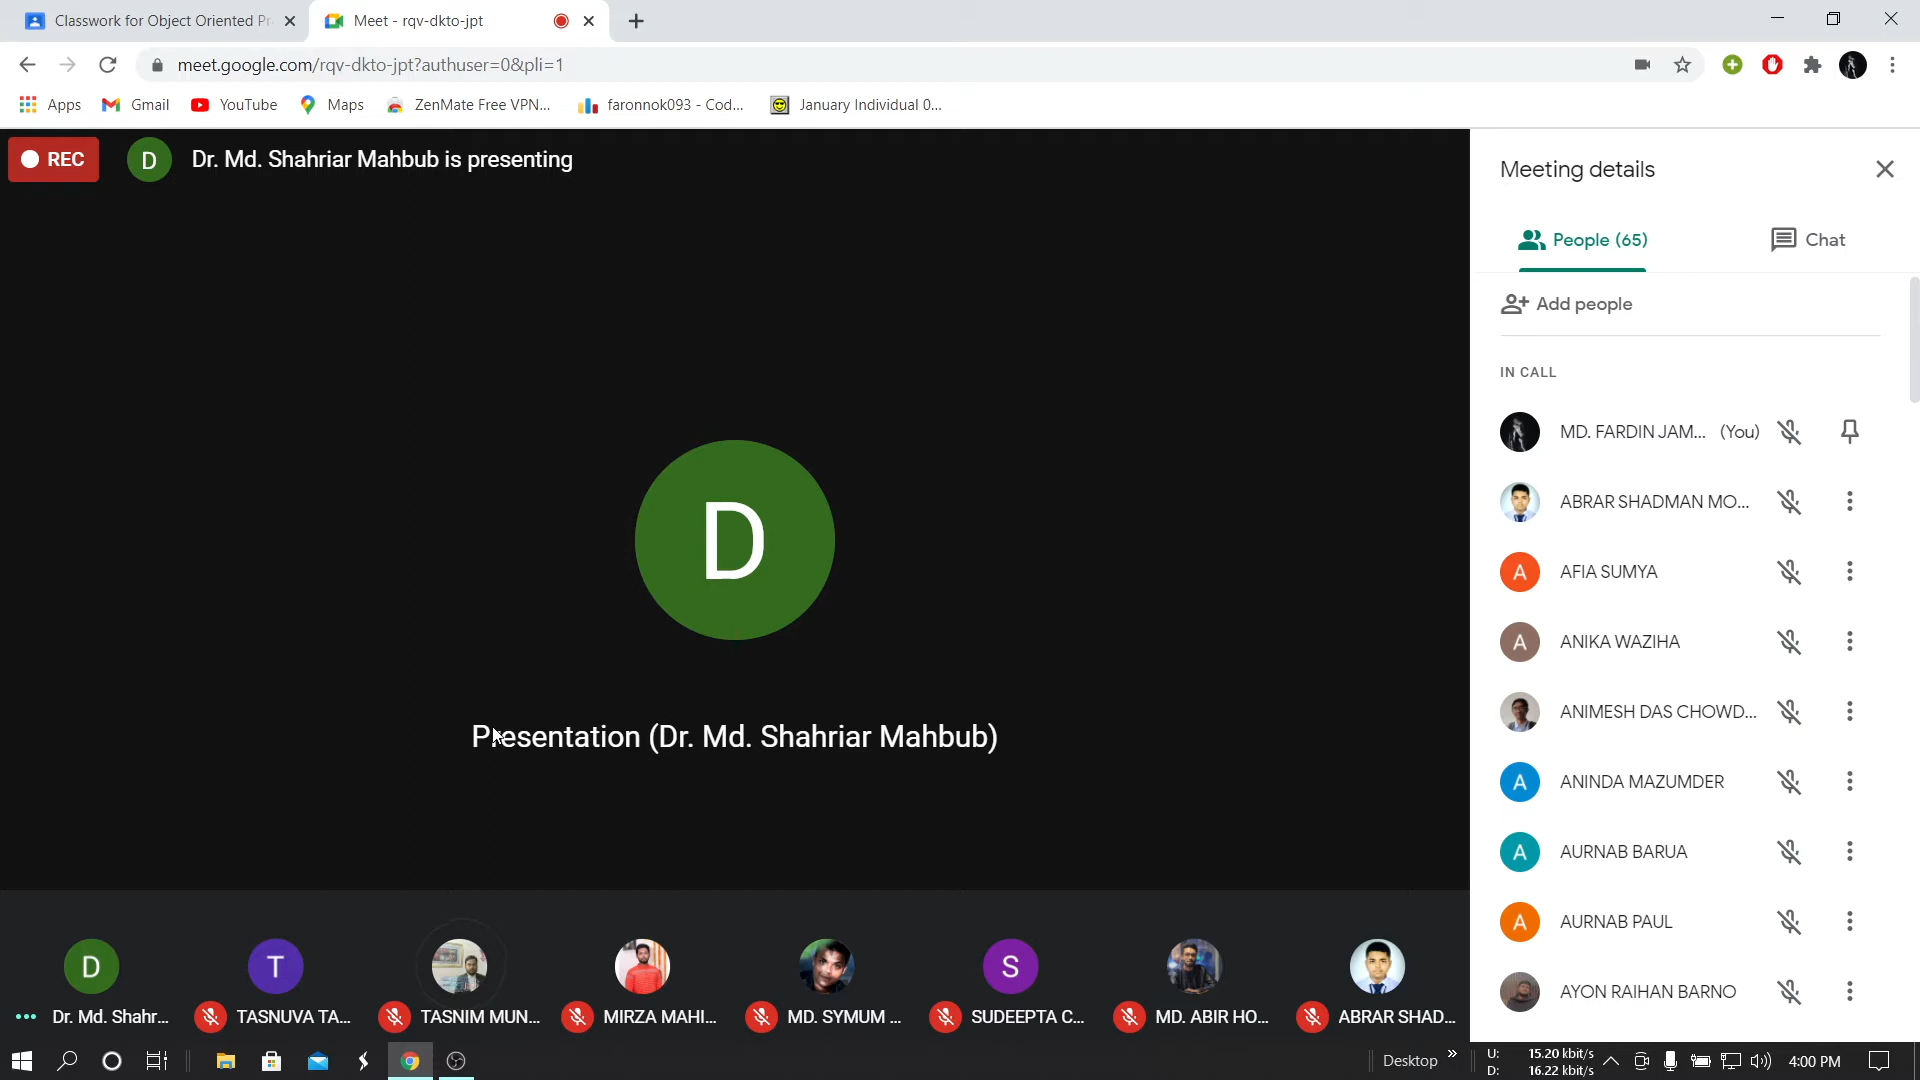 Classwork for Object Oriented Pr
Meet - rqv-dkto-jpt
meet.google.com/rqv-dkto-jpt?authuser=0&pli=1
Apps
Gmail
YouTube
Maps
ZenMate Free VPN...
faronnok093 - Cod...
January Individual 0...
REC
D
Dr. Md. Shahriar Mahbub is presenting
D
Presentation (Dr. Md. Shahriar Mahbub)
Meeting details
People (65)
Chat
Add people
IN CALL
MD. FARDIN JAM... (You)
ABRAR SHADMAN MO...
A AFIA SUMYA
A ANIKA WAZIHA
ANIMESH DAS CHOWD...
A ANINDA MAZUMDER
A AURNAB BARUA
A AURNAB PAUL
AYON RAIHAN BARNO
D
T
S
Dr. Md. Shahr...
TASNUVA TA...
TASNIM MUN...
MIRZA MAHI...
MD. SYMUM ...
SUDEEPTA C...
MD. ABIR HO...
ABRAR SHAD...
Desktop
U: 15.20 kbit/s
D: 16.22 kbit/s
4:00 PM